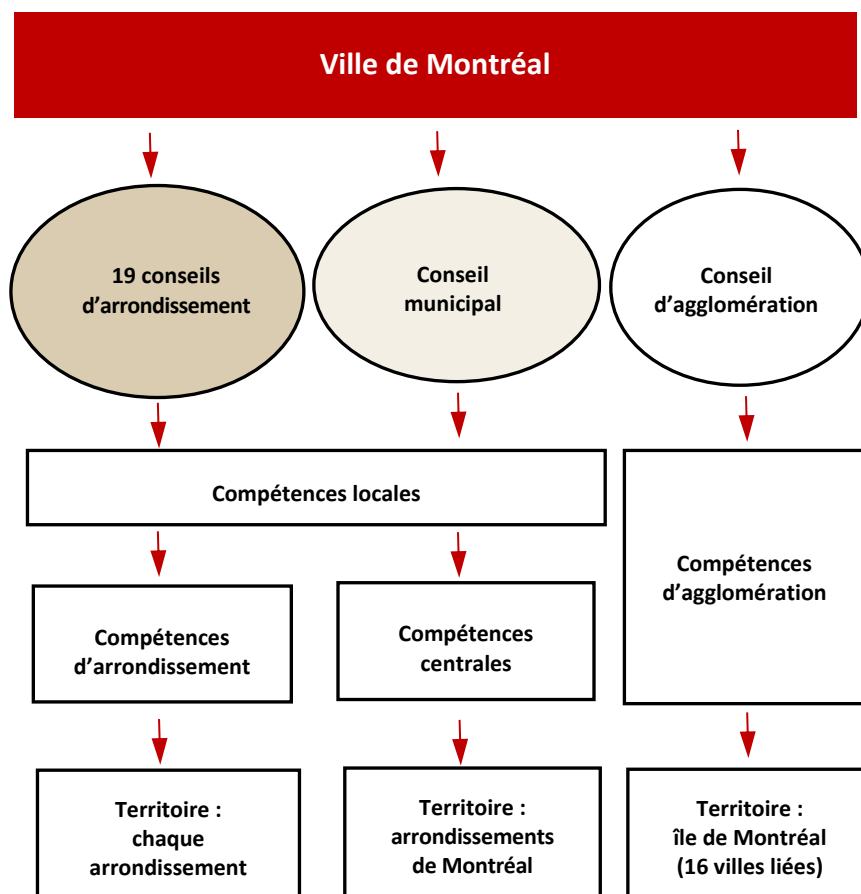 Ville de Montréal
19 conseils
d’arrondissement
Conseil
municipal
Conseil
d’agglomération
Compétences locales
Compétences
d’agglomération
Compétences
d’arrondissement
Compétences
centrales
Territoire :
chaque
arrondissement
Territoire :
arrondissements
de Montréal
Territoire :
île de Montréal
(16 villes liées)